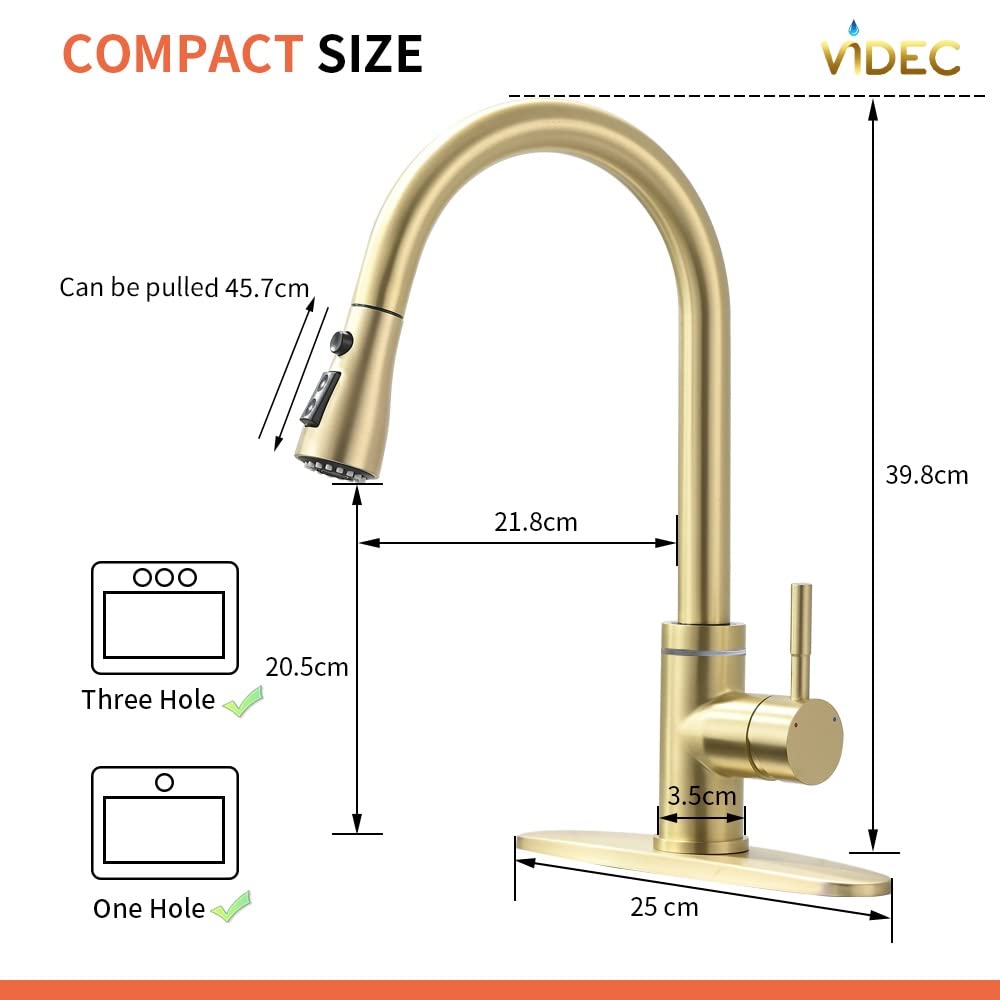 COMPACT SIZE
VIDEC
Can be pulled 45.7cm
39.8cm
21.8cm
20.5cm
Three Hole
3.5cm
One Hole
25 cm